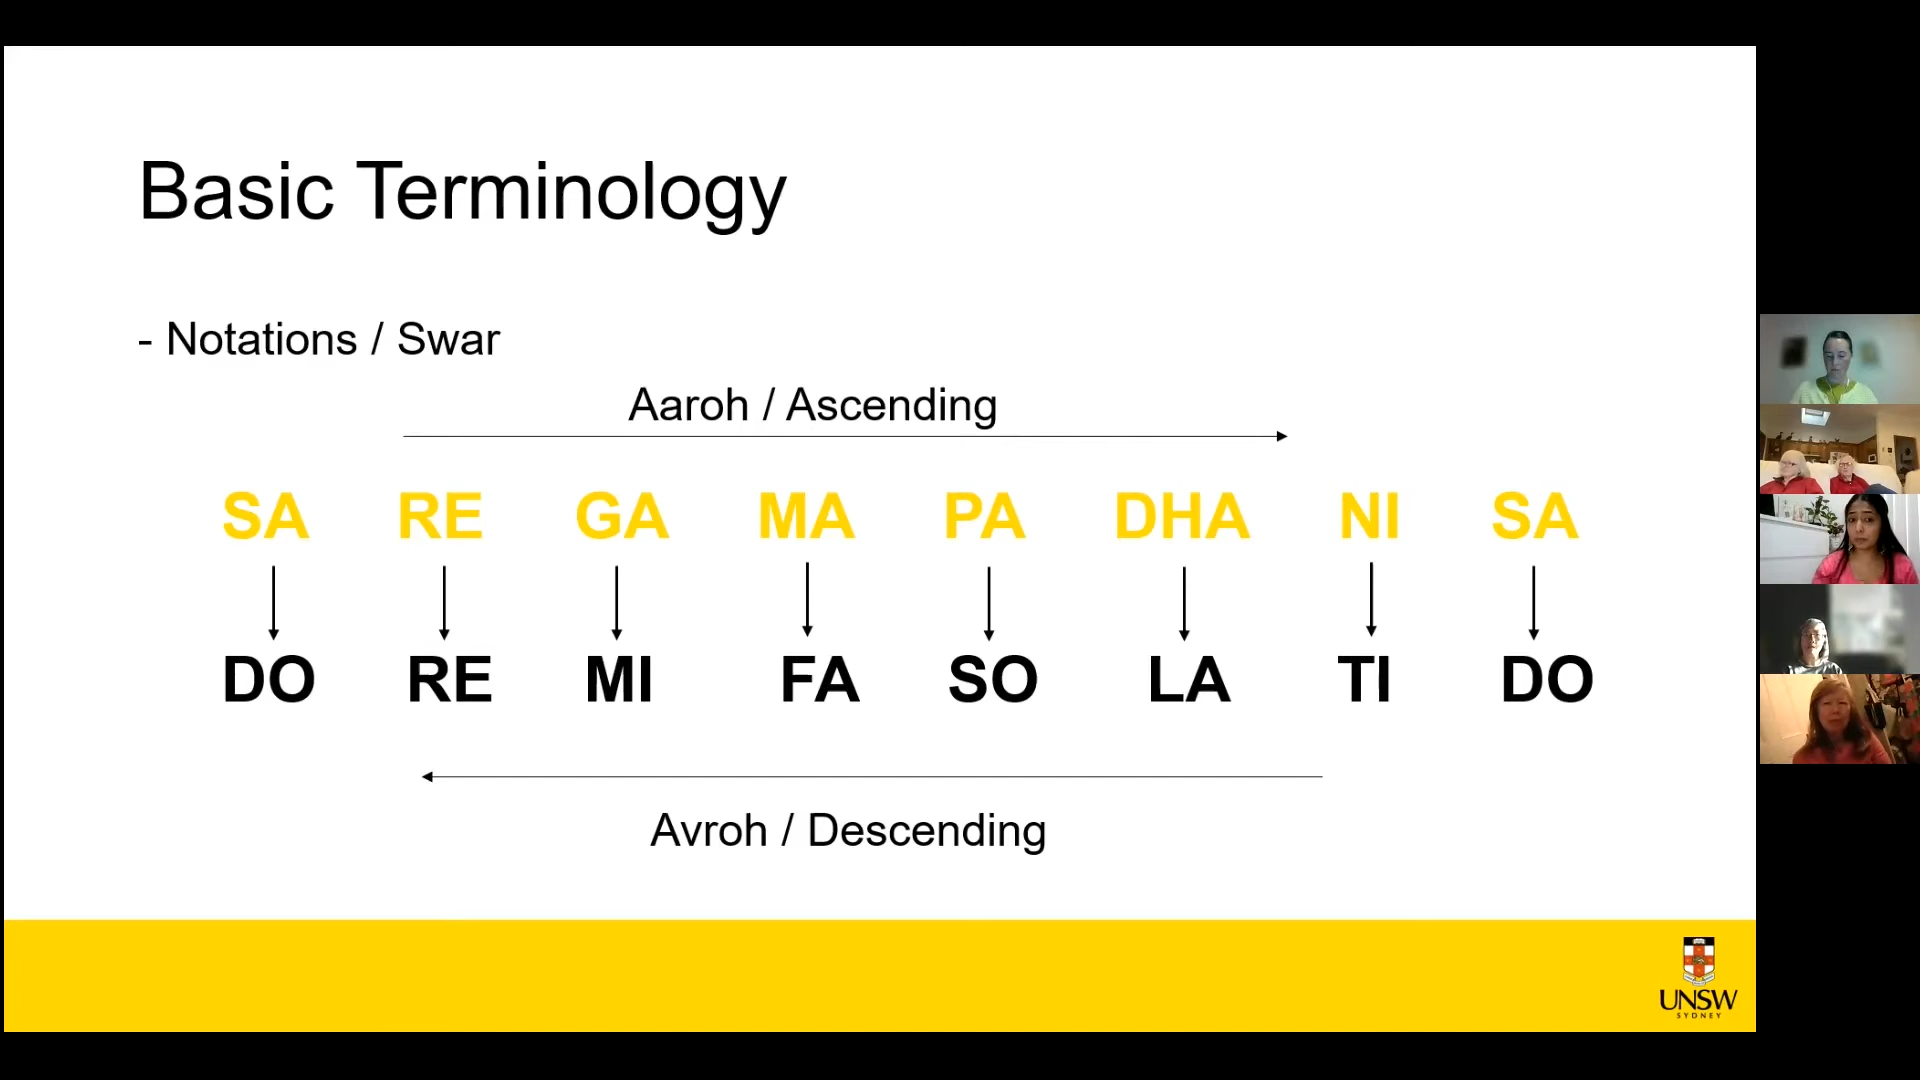 Basic Terminology
- Notations / Swar
Aaroh / Ascending
SA RE GA MA PA DHA NI SA
DO RE MI FA SO LA TI DO
Avroh / Descending
UNSW
SYDNEY